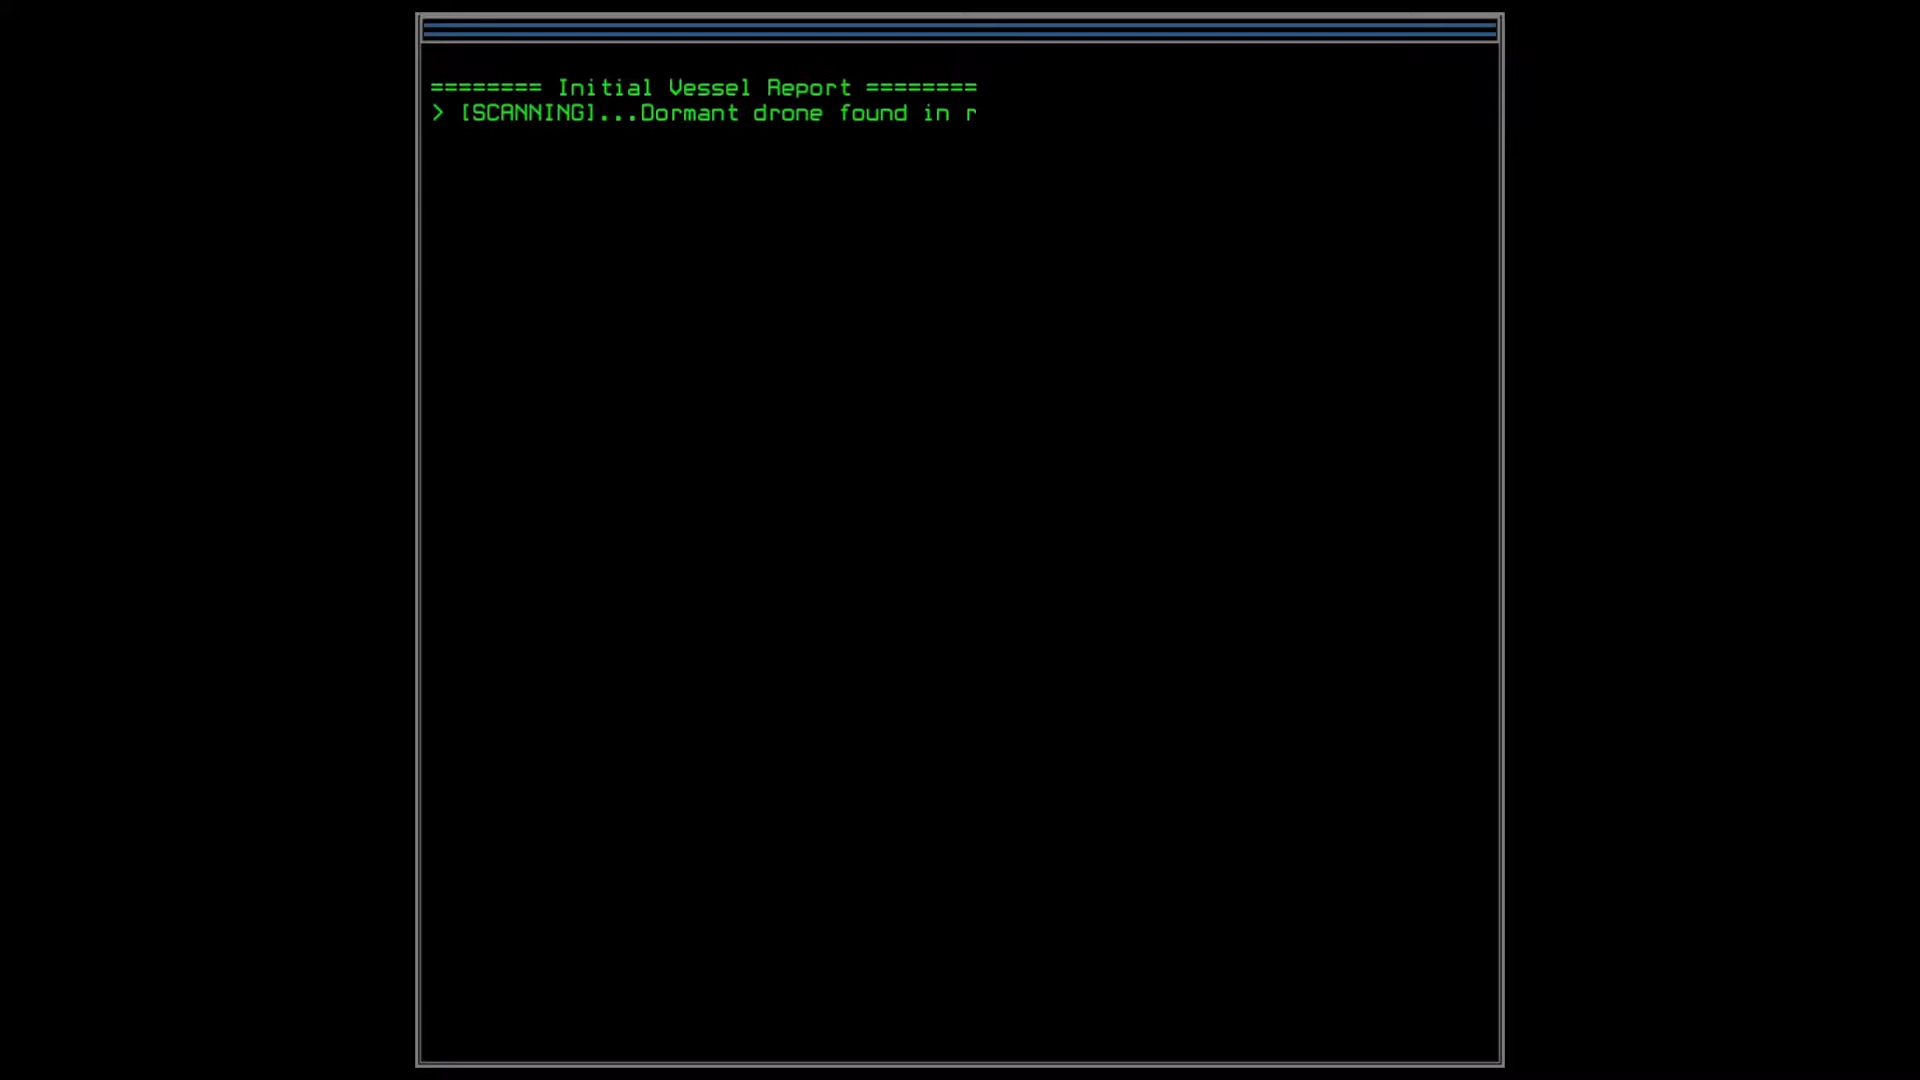 ======== Initial Vessel Report ========
> [SCANNING]...Dormant drone found in r